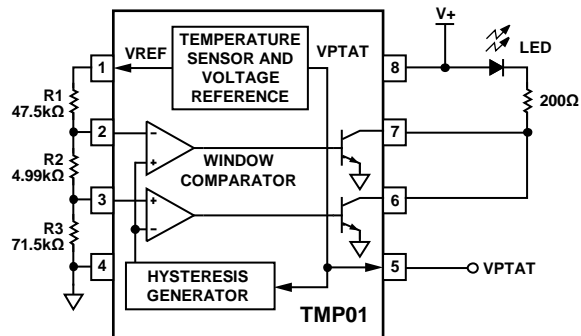 V+
TEMPERATURE
SENSOR AND
VOLTAGE
REFERENCE
VREF
VPTAT
LED
1
8
R1
47.5kΩ
200Ω
2
7
−
+
R2
4.99kΩ
WINDOW
COMPARATOR
3
6
+
−
R3
71.5kΩ
4
5
VPTAT
HYSTERESIS
GENERATOR
TMP01